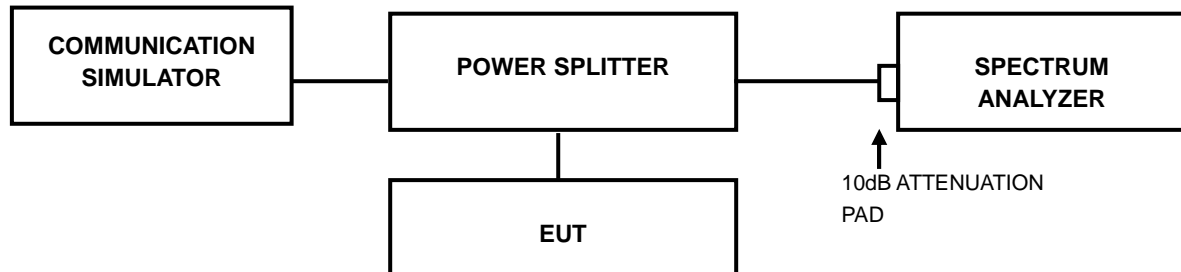 COMMUNICATION
SIMULATOR
POWER SPLITTER
SPECTRUM
ANALYZER
10dB ATTENUATION
PAD
EUT